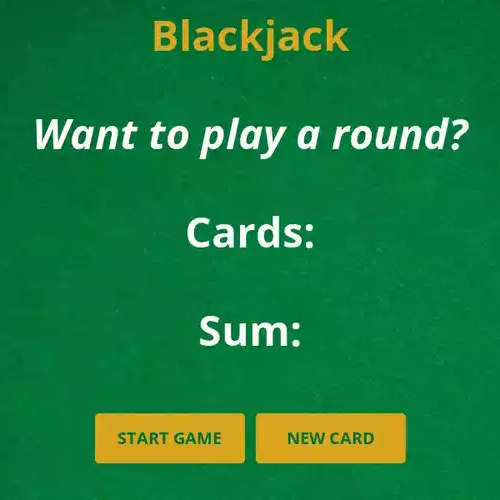 Blackjack
Want to play a round?
Cards:
Sum:
START GAME
NEW CARD